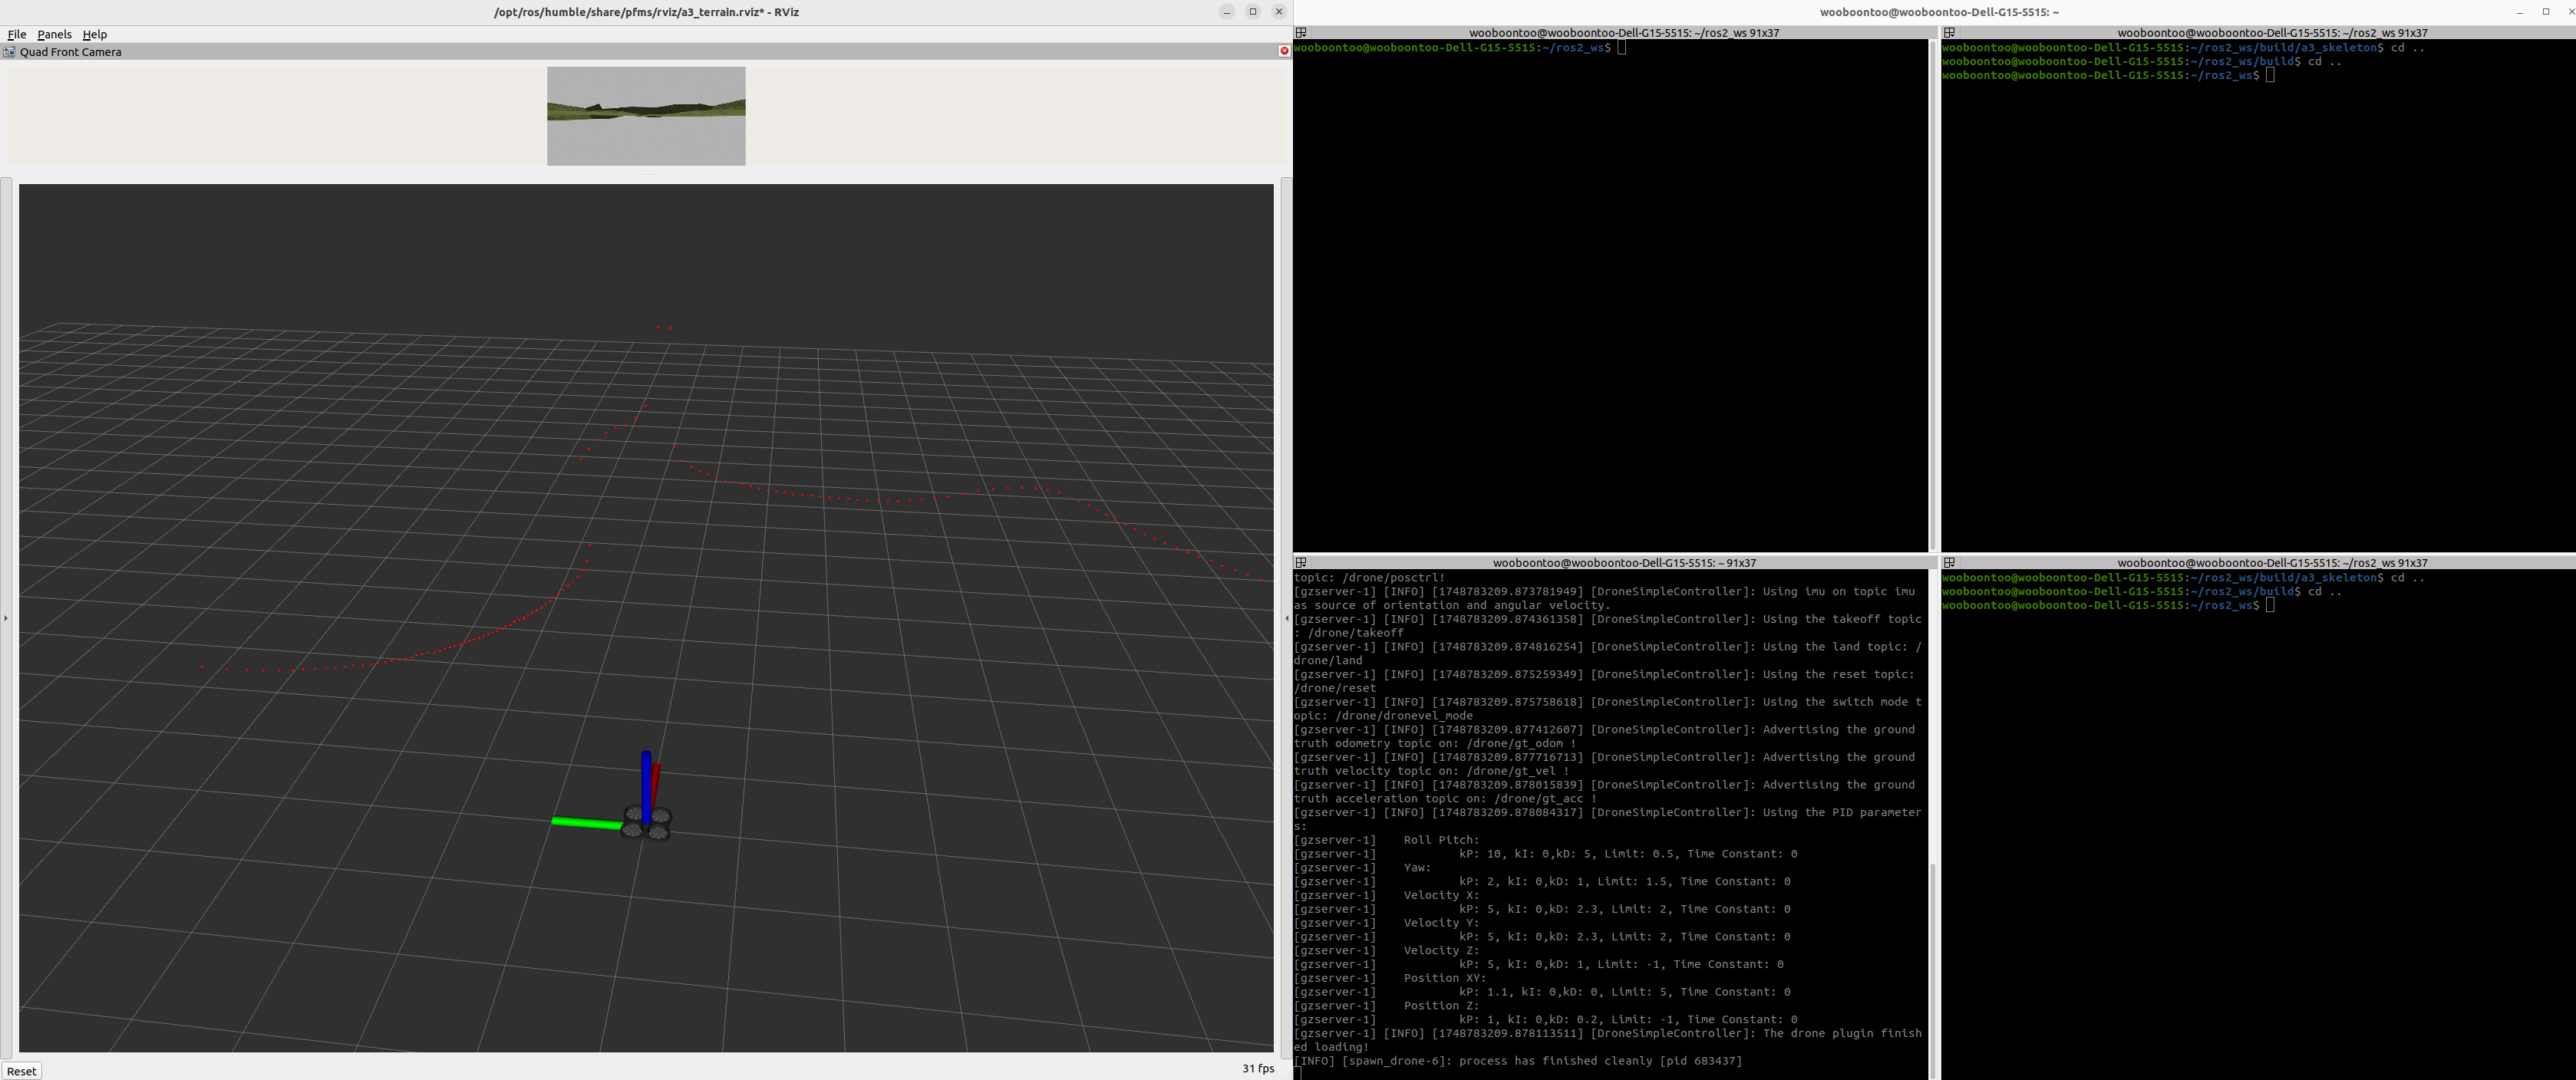 /opt/ros/humble/share/pfms/rviz/a3_terrain.rviz* - RViz
File Panels Help
Quad Front Camera
Reset
31 fps
wooboontoo@wooboontoo-Dell-G15-5515: ~
wooboontoo@wooboontoo-Dell-G15-5515: ~/ros2_ws 91x37
wooboontoo@wooboontoo-Dell-G15-5515:~/ros2_ws$
wooboontoo@wooboontoo-Dell-G15-5515: ~/ros2_ws 91x37
wooboontoo@wooboontoo-Dell-G15-5515:~/ros2_ws/build/a3_skeleton$ cd ..
wooboontoo@wooboontoo-Dell-G15-5515:~/ros2_ws/build$ cd ..
wooboontoo@wooboontoo-Dell-G15-5515:~/ros2_ws$
wooboontoo@wooboontoo-Dell-G15-5515: ~ 91x37
topic: /drone/posctrl!
[gzserver-1] [INFO] [1748783209.873781949] [DroneSimpleController]: Using imu on topic imu
as source of orientation and angular velocity.
[gzserver-1] [INFO] [1748783209.874361358] [DroneSimpleController]: Using the takeoff topic
: /drone/takeoff
[gzserver-1] [INFO] [1748783209.874816254] [DroneSimpleController]: Using the land topic: /
drone/land
[gzserver-1] [INFO] [1748783209.875259349] [DroneSimpleController]: Using the reset topic:
/drone/reset
[gzserver-1] [INFO] [1748783209.875758618] [DroneSimpleController]: Using the switch mode t
opic: /drone/dronevel_mode
[gzserver-1] [INFO] [1748783209.877412607] [DroneSimpleController]: Advertising the ground
truth odometry topic on: /drone/gt_odom !
[gzserver-1] [INFO] [1748783209.877716713] [DroneSimpleController]: Advertising the ground
truth velocity topic on: /drone/gt_vel !
[gzserver-1] [INFO] [1748783209.878015839] [DroneSimpleController]: Advertising the ground
truth acceleration topic on: /drone/gt_acc !
[gzserver-1] [INFO] [1748783209.878084317] [DroneSimpleController]: Using the PID parameter
s:
[gzserver-1] Roll Pitch:
[gzserver-1] kP: 10, kI: 0,kD: 5, Limit: 0.5, Time Constant: 0
[gzserver-1] Yaw:
[gzserver-1] kP: 2, kI: 0,kD: 1, Limit: 1.5, Time Constant: 0
[gzserver-1] Velocity X:
[gzserver-1] kP: 5, kI: 0,kD: 2.3, Limit: 2, Time Constant: 0
[gzserver-1] Velocity Y:
[gzserver-1] kP: 5, kI: 0,kD: 2.3, Limit: 2, Time Constant: 0
[gzserver-1] Velocity Z:
[gzserver-1] kP: 5, kI: 0,kD: 1, Limit: -1, Time Constant: 0
[gzserver-1] Position XY:
[gzserver-1] kP: 1.1, kI: 0,kD: 0, Limit: 5, Time Constant: 0
[gzserver-1] Position Z:
[gzserver-1] kP: 1, kI: 0,kD: 0.2, Limit: -1, Time Constant: 0
[gzserver-1] [INFO] [1748783209.878113511] [DroneSimpleController]: The drone plugin finish
ed loading!
[INFO] [spawn_drone-6]: process has finished cleanly [pid 683437]
wooboontoo@wooboontoo-Dell-G15-5515: ~/ros2_ws 91x37
wooboontoo@wooboontoo-Dell-G15-5515:~/ros2_ws/build/a3_skeleton$ cd ..
wooboontoo@wooboontoo-Dell-G15-5515:~/ros2_ws/build$ cd ..
wooboontoo@wooboontoo-Dell-G15-5515:~/ros2_ws$